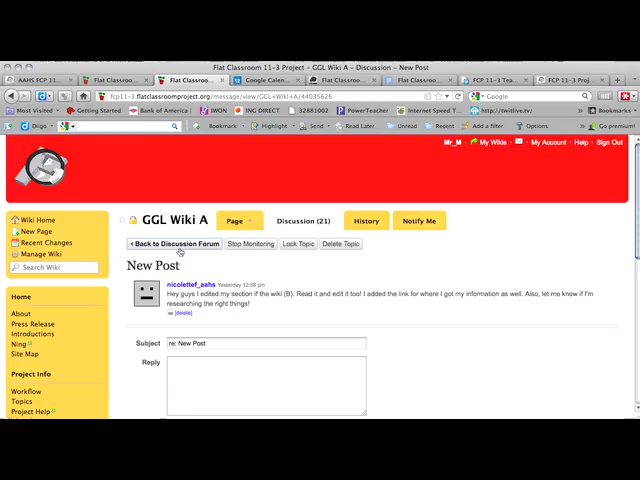 Flat Classroom 11-3 Project - GGL Wiki A - Discussion - New Post
AAHS FCP 11... Flat Classroom... Flat Classroom... Google Calen... Flat Classroom... Flat Classroom... FCP 11-3 Tea... FCP 11-3 Proj...
fcp11-3.flatclassroomproject.org/message/view/GGL+Wiki+A/44035626 Google
Most Visited Getting Started Bank of America IWON ING DIRECT 32881002 PowerTeacher Internet Speed T... http://twitlive.tv/ Bookmarks
Diigo Bookmark Highlight Capture Send Read Later Unread Recent Add a filter Options Go premium!
Mr_M My Wikis My Account Help Sign Out
GGL Wiki A Page Discussion (21) History Notify Me
Wiki Home
New Page
Recent Changes
Manage Wiki
Search Wiki
Back to Discussion Forum Stop Monitoring Lock Topic Delete Topic
New Post
nicolettef_aahs Yesterday 12:58 pm
Hey guys I edited my section if the wiki (B). Read it and edit it too! I added the link for where I got my information as well. Also, let me know if I'm
researching the right things!
[delete]
Subject re: New Post
Reply
Home
About
Press Release
Introductions
Ning
Site Map
Project Info
Workflow
Topics
Project Help